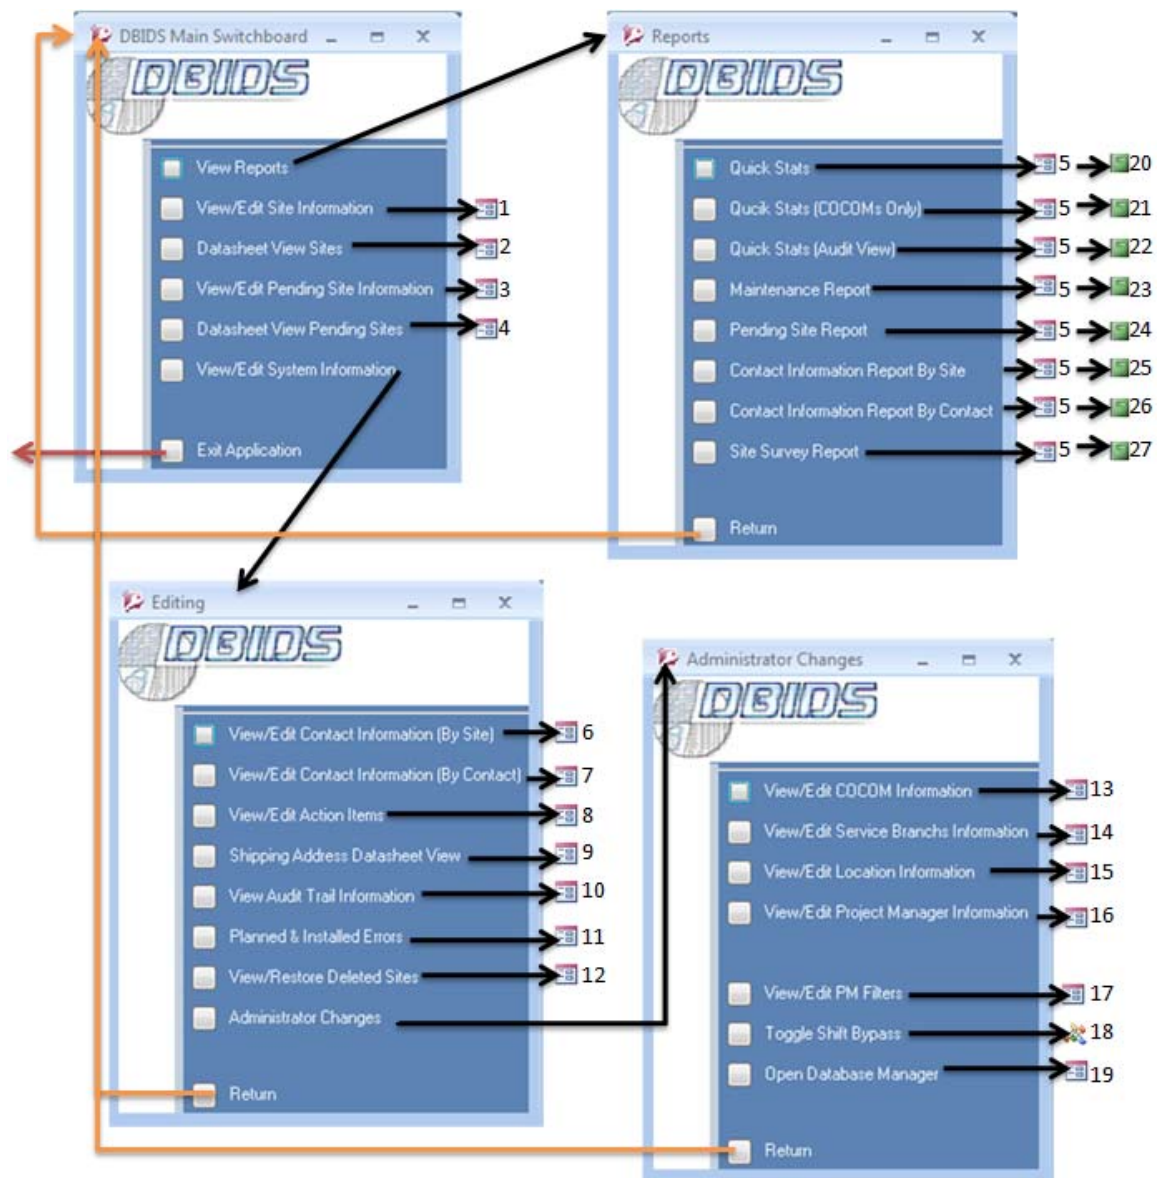 DBIDS Main Switchboard
DBIDS
View Reports
View/Edit Site Information 1
Datasheet View Sites 2
View/Edit Pending Site Information 3
Datasheet View Pending Sites 4
View/Edit System Information
Exit Application
Reports
DBIDS
Quick Stats 5 20
Qucik Stats (COCOMs Only) 5 21
Quick Stats (Audit View) 5 22
Maintenance Report 5 23
Pending Site Report 5 24
Contact Information Report By Site 5 25
Contact Information Report By Contact 5 26
Site Survey Report 5 27
Return
Editing
DBIDS
View/Edit Contact Information (By Site) 6
View/Edit Contact Information (By Contact) 7
View/Edit Action Items 8
Shipping Address Datasheet View 9
View Audit Trail Information 10
Planned & Installed Errors 11
View/Restore Deleted Sites 12
Administrator Changes
Return
Administrator Changes
DBIDS
View/Edit COCOM Information 13
View/Edit Service Branchs Information 14
View/Edit Location Information 15
View/Edit Project Manager Information 16
View/Edit PM Filters 17
Toggle Shift Bypass 18
Open Database Manager 19
Return